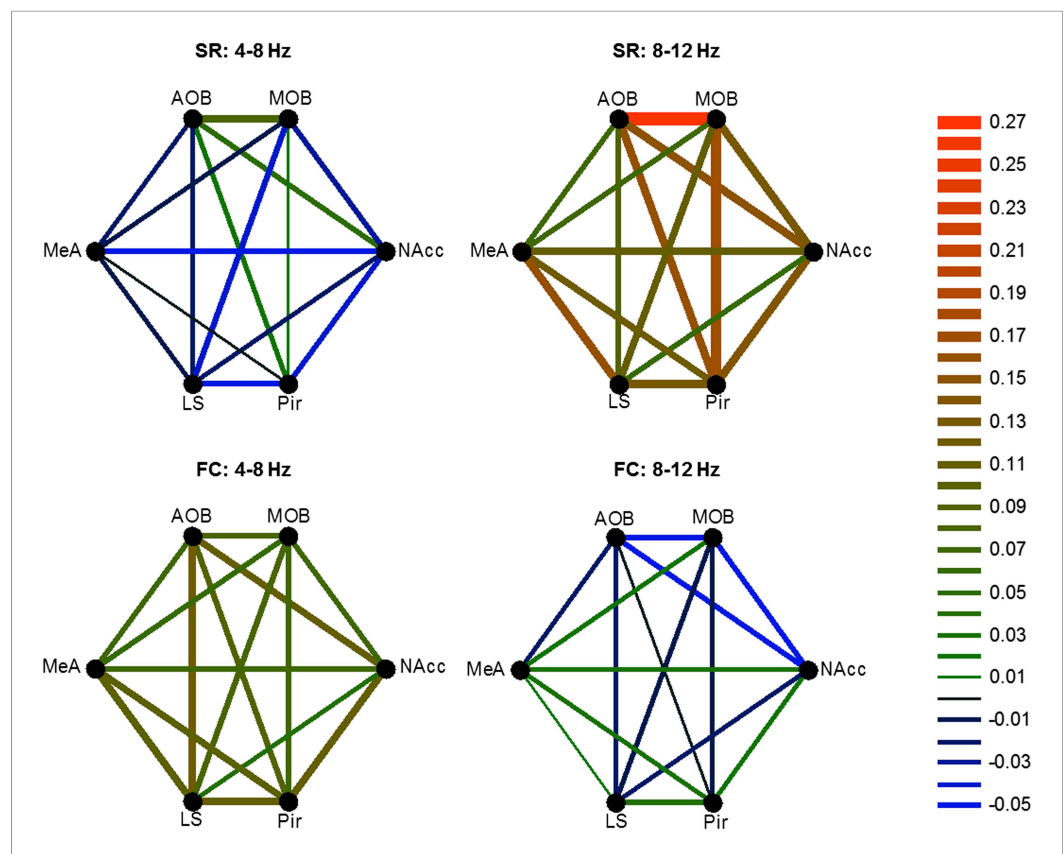 SR: 4-8 Hz
AOB
MOB
MeA
NAcc
LS
Pir
SR: 8-12 Hz
AOB
MOB
MeA
NAcc
LS
Pir
FC: 4-8 Hz
AOB
MOB
MeA
NAcc
LS
Pir
FC: 8-12 Hz
AOB
MOB
MeA
NAcc
LS
Pir
0.27
0.25
0.23
0.21
0.19
0.17
0.15
0.13
0.11
0.09
0.07
0.05
0.03
0.01
-0.01
-0.03
-0.05